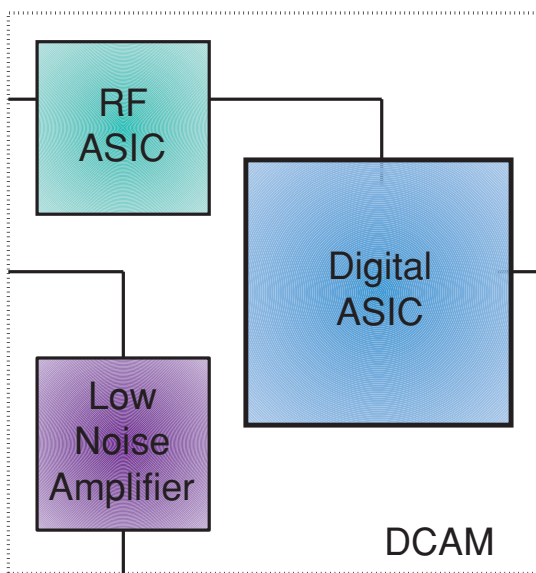 RF
ASIC
Digital
ASIC
Low
Noise
Amplifier
DCAM